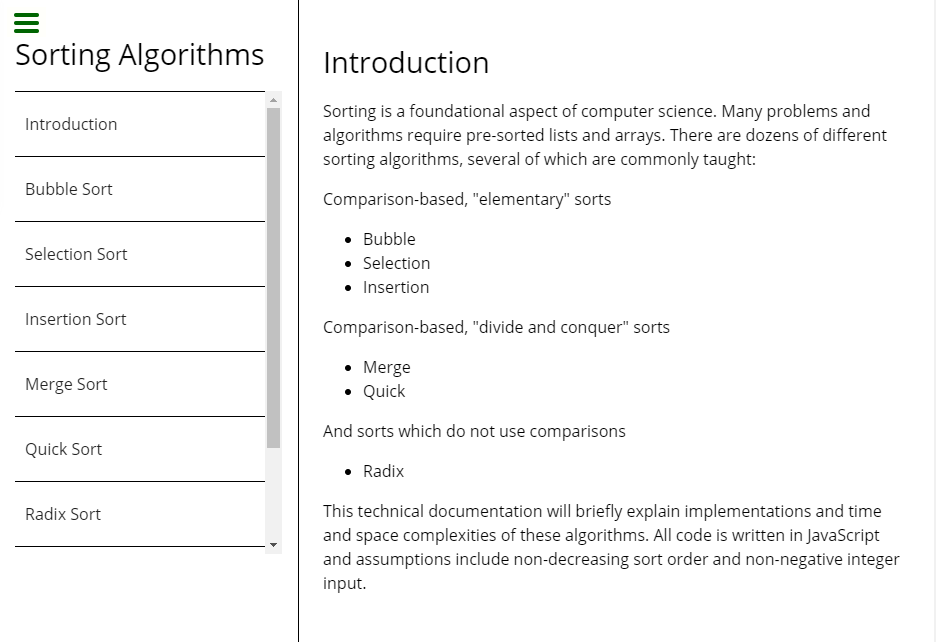 Sorting Algorithms
Introduction
Bubble Sort
Selection Sort
Insertion Sort
Merge Sort
Quick Sort
Radix Sort
Introduction
Sorting is a foundational aspect of computer science. Many problems and
algorithms require pre-sorted lists and arrays. There are dozens of different
sorting algorithms, several of which are commonly taught:
Comparison-based, "elementary" sorts
Bubble
Selection
Insertion
Comparison-based, "divide and conquer" sorts
Merge
Quick
And sorts which do not use comparisons
Radix
This technical documentation will briefly explain implementations and time
and space complexities of these algorithms. All code is written in JavaScript
and assumptions include non-decreasing sort order and non-negative integer
input.